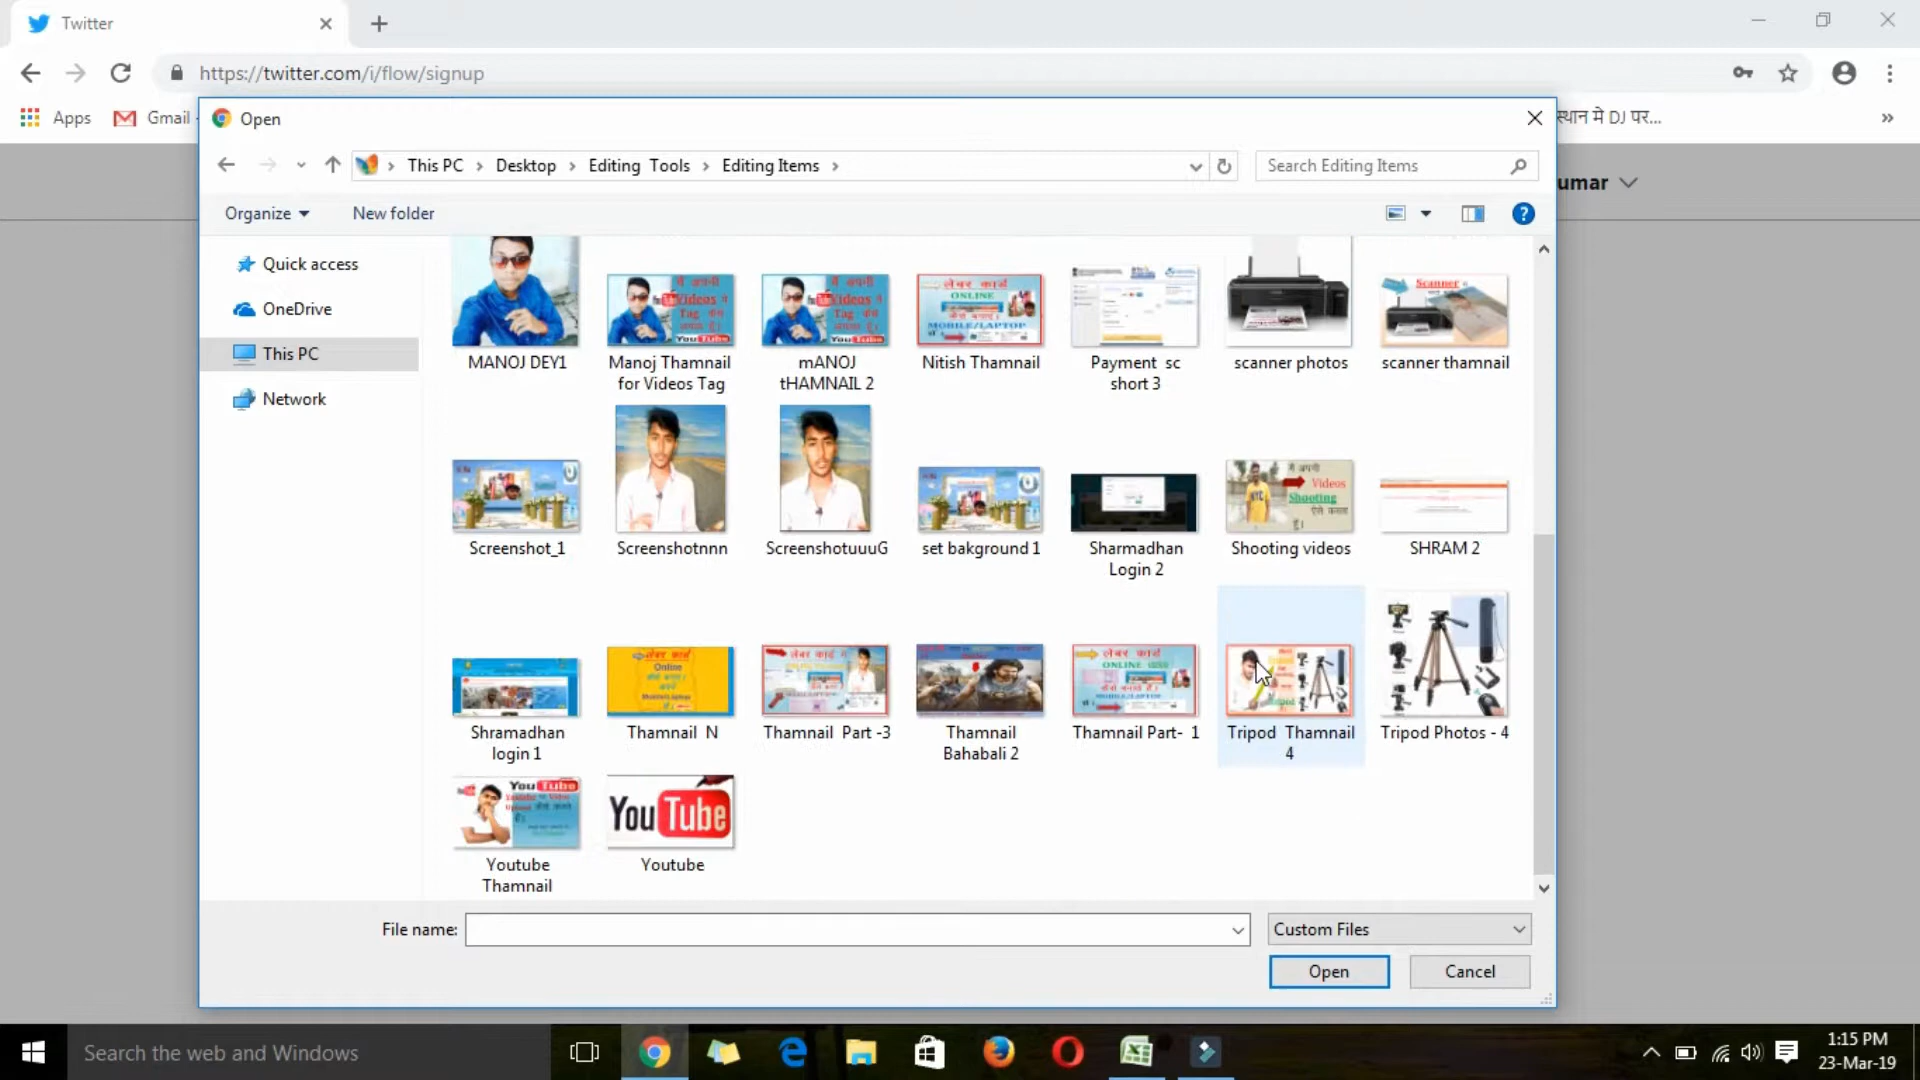 Twitter
https://twitter.com/i/flow/signup
Apps
Gmail
स्थान मे DJ पर...
Open
umar
This PC
Desktop
Editing Tools
Editing Items
Search Editing Items
Organize
New folder
Quick access
OneDrive
This PC
Network
MANOJ DEY1
Manoj Thamnail
for Videos Tag
mANOJ
tHAMNAIL 2
Nitish Thamnail
Payment sc
short 3
scanner photos
scanner thamnail
Screenshot_1
Screenshotnnn
ScreenshotuuuG
set bakground 1
Sharmadhan
Login 2
Shooting videos
SHRAM 2
Shramadhan
login 1
Thamnail N
Thamnail Part -3
Thamnail
Bahabali 2
Thamnail Part- 1
Tripod Thamnail
4
Tripod Photos - 4
YouTube
Youtube
Thamnail
Youtube
File name:
Custom Files
Open
Cancel
Search the web and Windows
1:15 PM
23-Mar-19